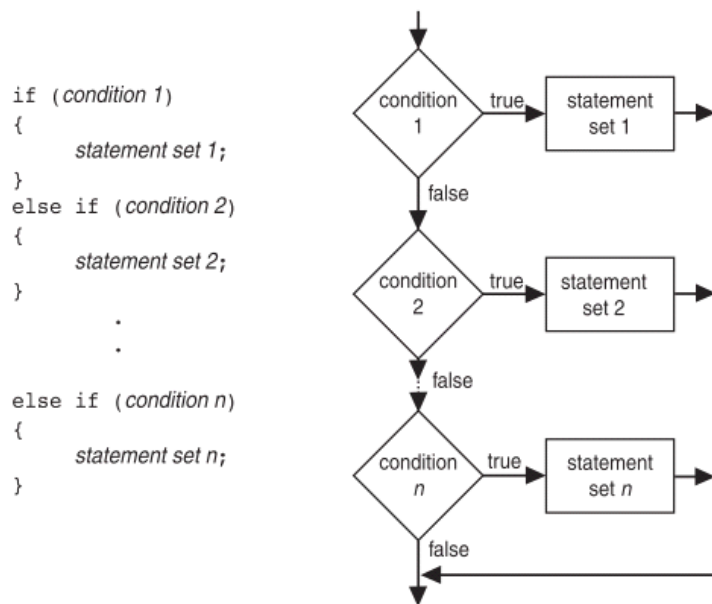 if (condition 1)
{
statement set 1;
}
else if (condition 2)
{
statement set 2;
}
.
.
else if (condition n)
{
statement set n;
}
condition
1
true
statement
set 1
false
condition
2
true
statement
set 2
false
condition
n
true
statement
set n
false